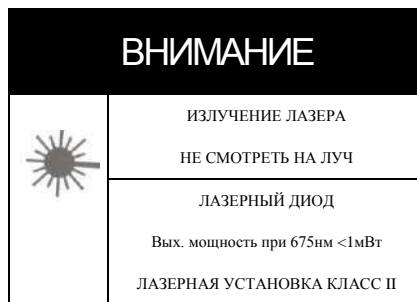 ВНИМАНИЕ
ИЗЛУЧЕНИЕ ЛАЗЕРА
НЕ СМОТРЕТЬ НА ЛУЧ
ЛАЗЕРНЫЙ ДИОД
Вых. мощность при 675нм <1мВт
ЛАЗЕРНАЯ УСТАНОВКА КЛАСС II